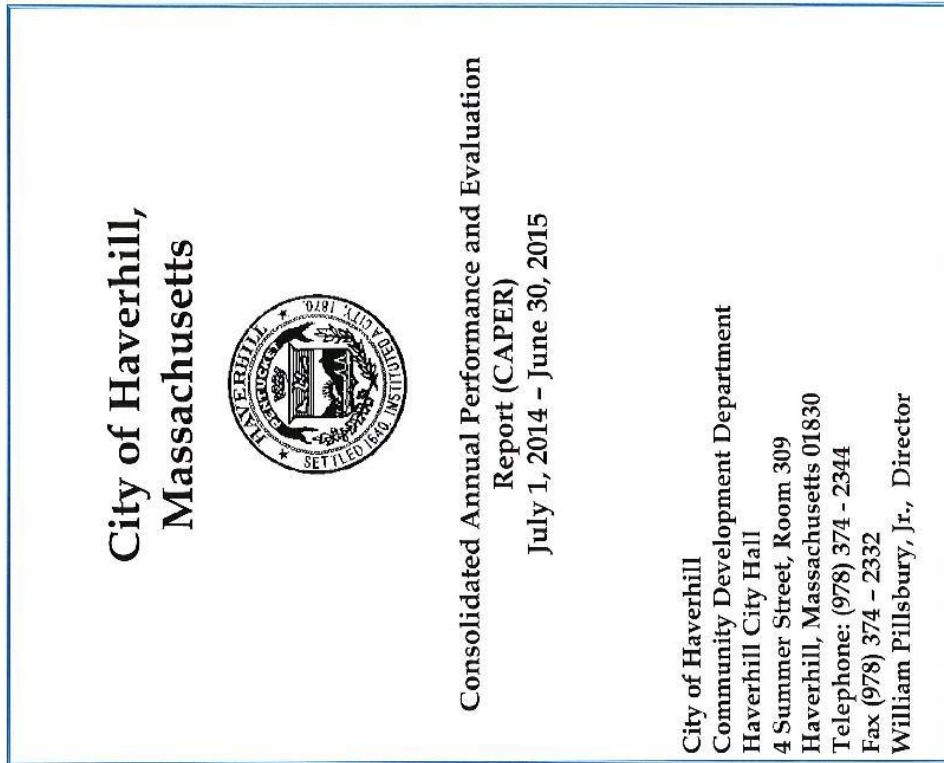 City of Haverhill,
Massachusetts
HAVERHILL
PENTUCKET
SETTLED 1640. INSTITUTED A CITY, 1870.
Consolidated Annual Performance and Evaluation
Report (CAPER)
July 1, 2014 – June 30, 2015
City of Haverhill
Community Development Department
Haverhill City Hall
4 Summer Street, Room 309
Haverhill, Massachusetts 01830
Telephone: (978) 374 - 2344
Fax (978) 374 – 2332
William Pillsbury, Jr., Director